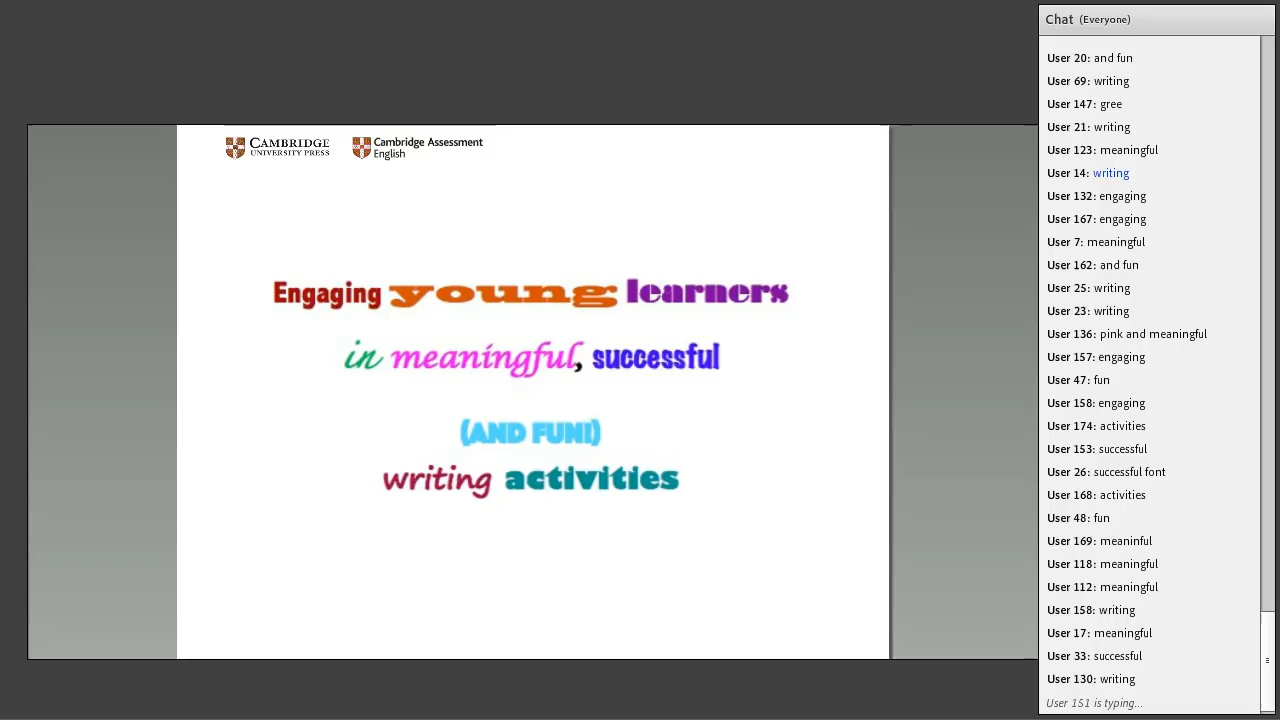 CAMBRIDGE
UNIVERSITY PRESS
Cambridge Assessment
English
Engaging young learners
in meaningful, successful
(AND FUN!)
writing activities
Chat (Everyone)
User 20: and fun
User 69: writing
User 147: gree
User 21: writing
User 123: meaningful
User 14: writing
User 132: engaging
User 167: engaging
User 7: meaningful
User 162: and fun
User 25: writing
User 23: writing
User 136: pink and meaningful
User 157: engaging
User 47: fun
User 158: engaging
User 174: activities
User 153: successful
User 26: successful font
User 168: activities
User 48: fun
User 169: meaninful
User 118: meaningful
User 112: meaningful
User 158: writing
User 17: meaningful
User 33: successful
User 130: writing
User 151 is typing...